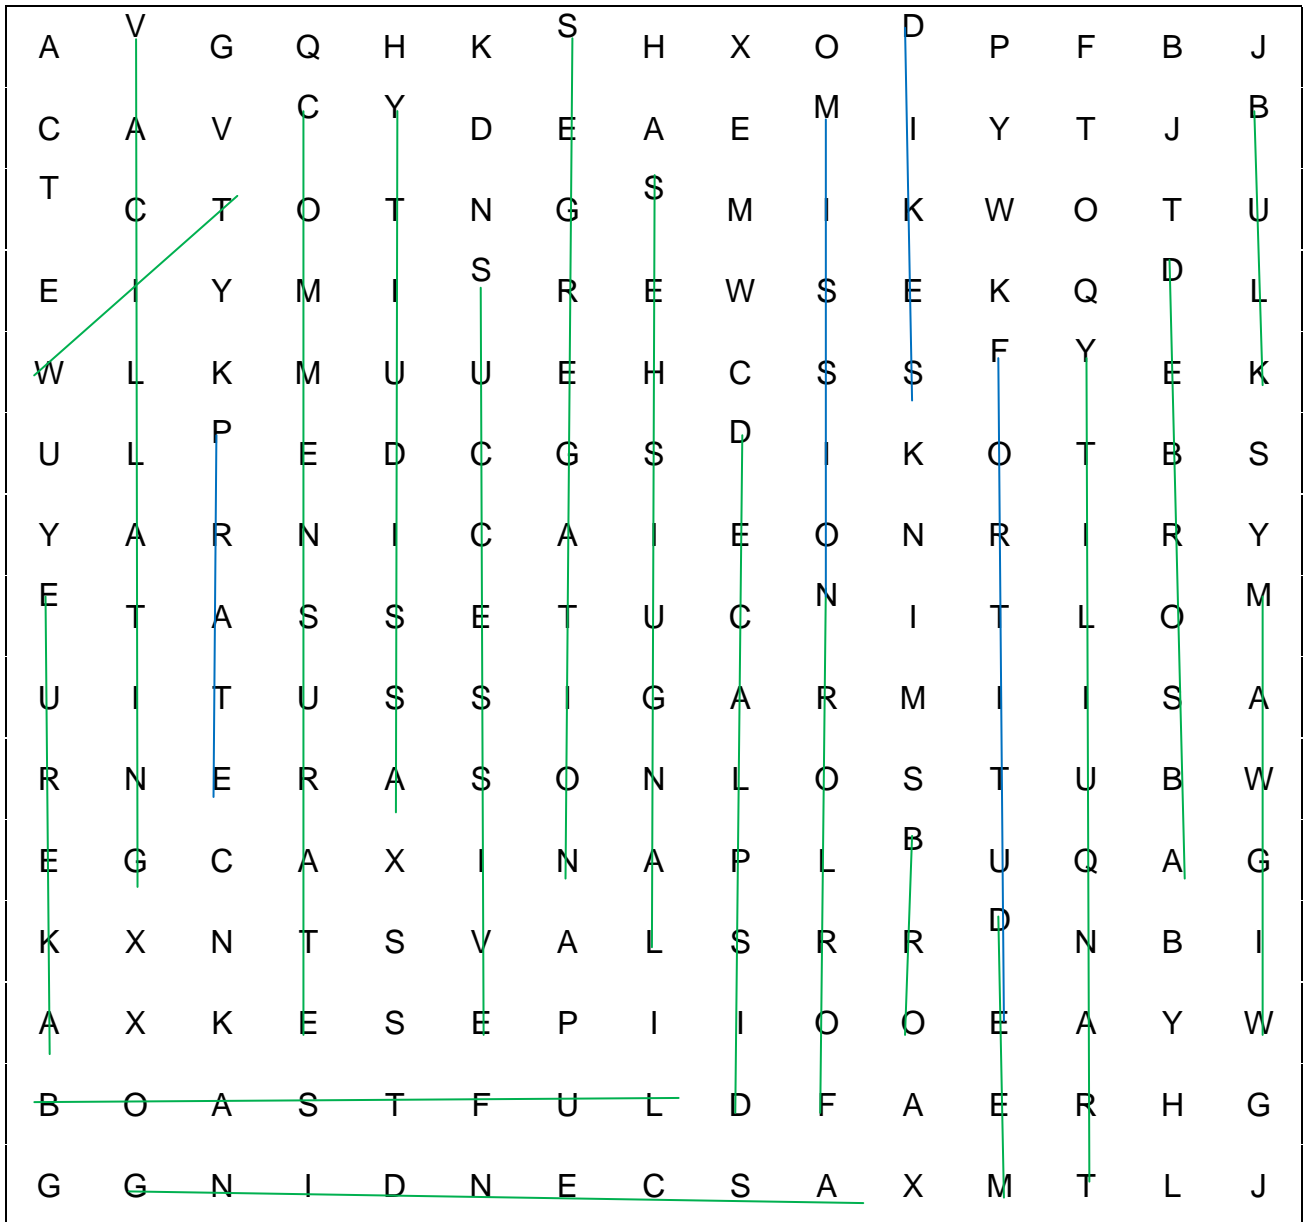 A V G Q H K S H X O D P F B J
C A V C Y D E A E M I Y T J B
T C T O T N G S M I K W O T U
E I Y M I S R E W S E K Q D L
W L K M U U E H C S S F Y E K
U L P E D C G S D I K O T B S
Y A R N I C A I E O N R I R Y
E T A S S E T U C N I T L O M
U I T U S S I G A R M I I S A
R N E R A S O N L O S T U B W
E G C A X I N A P L B U Q A G
K X N T S V A L S R R D N B I
A X K E S E P I I O O E A Y W
B O A S T F U L D F A E R H G
G G N I D N E C S A X M T L J